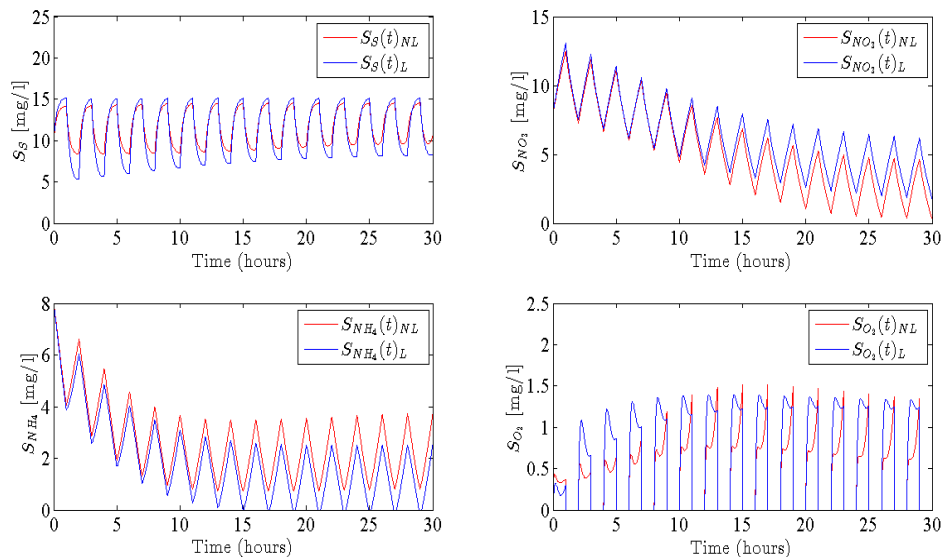 25
20
15
10
5
0
S_S [mg/l]
S_S(t)_NL
S_S(t)_L
0 5 10 15 20 25 30
Time (hours)
15
10
5
0
S_NO₃ [mg/l]
S_NO₃(t)_NL
S_NO₃(t)_L
0 5 10 15 20 25 30
Time (hours)
8
6
4
2
0
S_NH₄ [mg/l]
S_NH₄(t)_NL
S_NH₄(t)_L
0 5 10 15 20 25 30
Time (hours)
2.5
2
1.5
1
0.5
0
S_O₂ [mg/l]
S_O₂(t)_NL
S_O₂(t)_L
0 5 10 15 20 25 30
Time (hours)